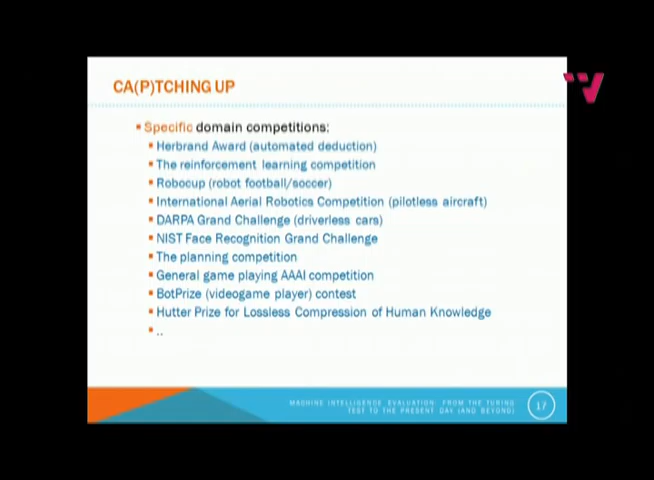 CA(P)TCHING UP
Specific domain competitions:
Herbrand Award (automated deduction)
The reinforcement learning competition
Robocup (robot football/soccer)
International Aerial Robotics Competition (pilotless aircraft)
DARPA Grand Challenge (driverless cars)
NIST Face Recognition Grand Challenge
The planning competition
General game playing AAAI competition
BotPrize (videogame player) contest
Hutter Prize for Lossless Compression of Human Knowledge
..
MACHINE INTELLIGENCE EVALUATION: FROM THE TURING
TEST TO THE PRESENT DAY (AND BEYOND)
17